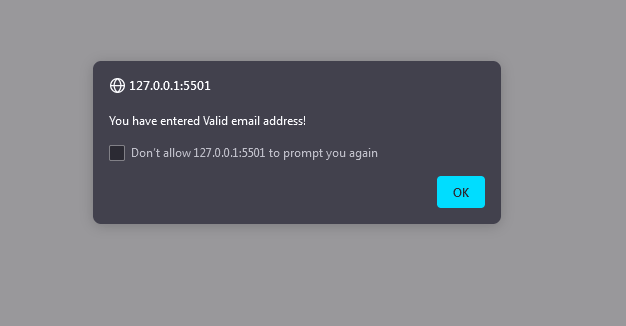 127.0.0.1:5501
You have entered Valid email address!
Don't allow 127.0.0.1:5501 to prompt you again
OK